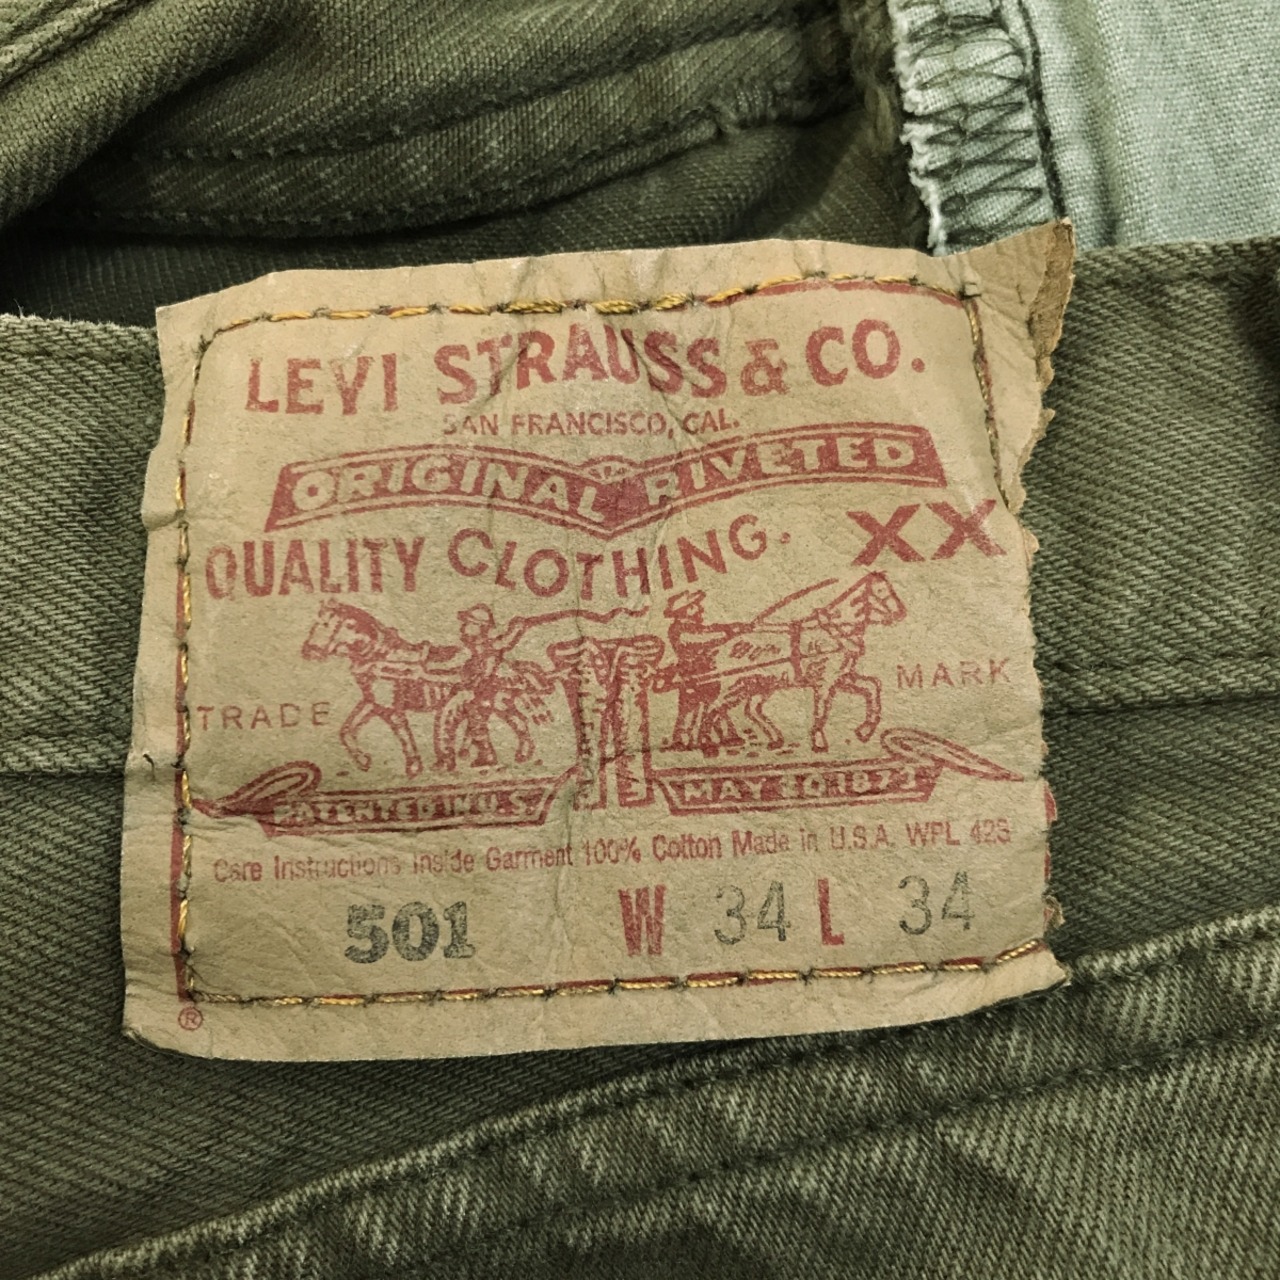 LEVI STRAUSS & CO.
SAN FRANCISCO, CAL.
ORIGINAL RIVETED
QUALITY CLOTHING. XX
TRADE MARK
PATENTED IN U.S. MAY 20 1873
Care Instructions Inside Garment 100% Cotton Made in U.S.A. WPL 423
501 W 34 L 34
®